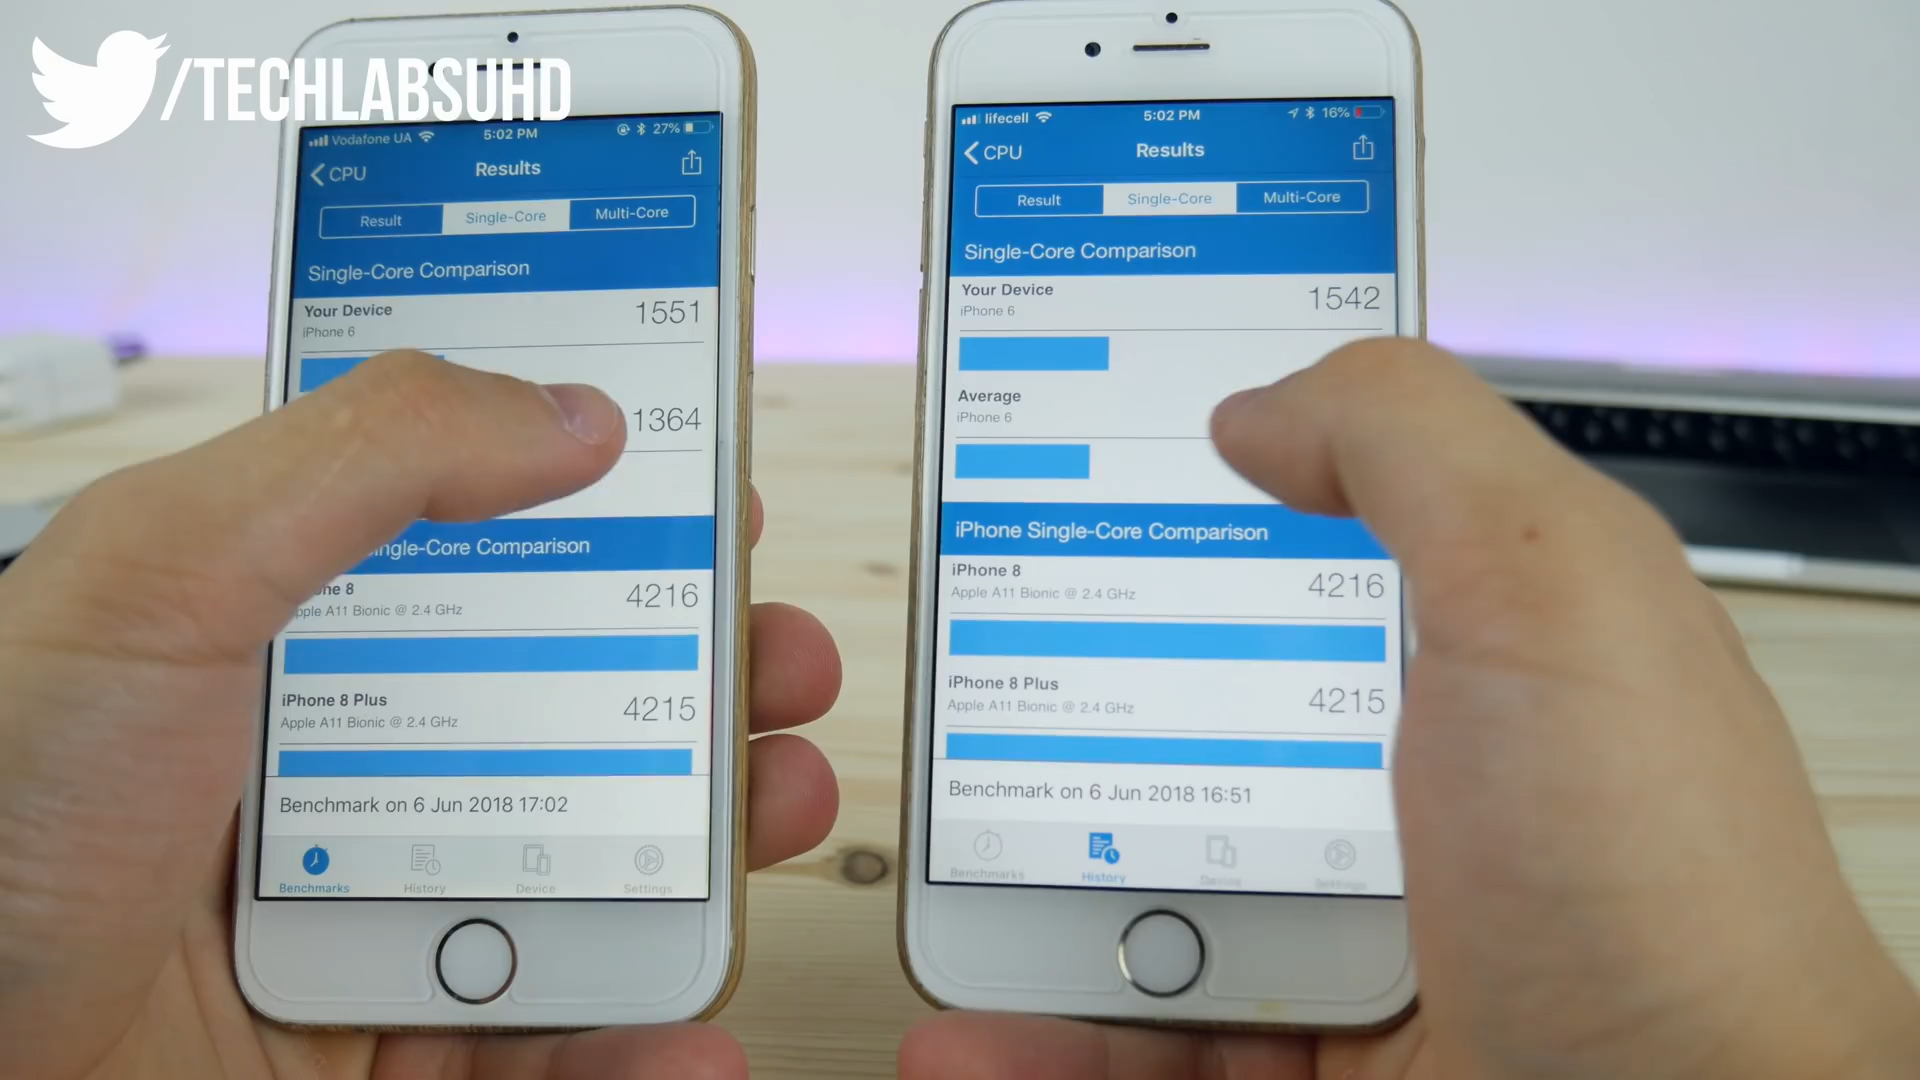 /TECHLABSUHD
Vodafone UA 5:02 PM 27%
CPU Results
Result Single-Core Multi-Core
Single-Core Comparison
Your Device 1551
iPhone 6
1364
Single-Core Comparison
4216
Apple A11 Bionic @ 2.4 GHz
iPhone 8 Plus 4215
Apple A11 Bionic @ 2.4 GHz
Benchmark on 6 Jun 2018 17:02
Benchmarks History Device Settings
lifecell 5:02 PM 16%
CPU Results
Result Single-Core Multi-Core
Single-Core Comparison
Your Device 1542
iPhone 6
Average
iPhone 6
iPhone Single-Core Comparison
iPhone 8 4216
Apple A11 Bionic @ 2.4 GHz
iPhone 8 Plus 4215
Apple A11 Bionic @ 2.4 GHz
Benchmark on 6 Jun 2018 16:51
Benchmarks History Device Settings